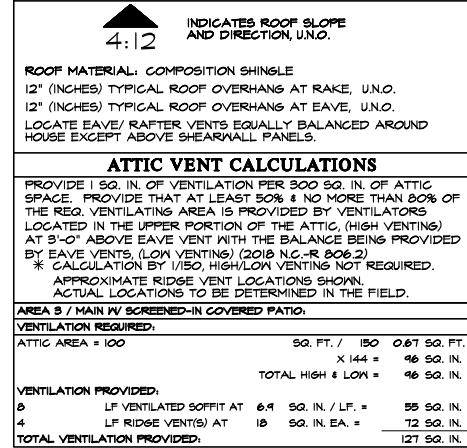 INDICATES ROOF SLOPE
AND DIRECTION, U.N.O.
4:12
ROOF MATERIAL: COMPOSITION SHINGLE
12" (INCHES) TYPICAL ROOF OVERHANG AT RAKE, U.N.O.
12" (INCHES) TYPICAL ROOF OVERHANG AT EAVE, U.N.O.
LOCATE EAVE/ RAFTER VENTS EQUALLY BALANCED AROUND
HOUSE EXCEPT ABOVE SHEARWALL PANELS.
ATTIC VENT CALCULATIONS
PROVIDE 1 SQ. IN. OF VENTILATION PER 300 SQ. IN. OF ATTIC
SPACE. PROVIDE THAT AT LEAST 50% & NO MORE THAN 80% OF
THE REQ. VENTILATING AREA IS PROVIDED BY VENTILATORS
LOCATED IN THE UPPER PORTION OF THE ATTIC, (HIGH VENTING)
AT 3'-0" ABOVE EAVE VENT WITH THE BALANCE BEING PROVIDED
BY EAVE VENTS, (LOW VENTING) (2018 N.C.-R 806.2)
* CALCULATION BY 1/150, HIGH/LOW VENTING NOT REQUIRED.
APPROXIMATE RIDGE VENT LOCATIONS SHOWN.
ACTUAL LOCATIONS TO BE DETERMINED IN THE FIELD.
AREA 3 / MAIN W/ SCREENED-IN COVERED PATIO:
VENTILATION REQUIRED:
ATTIC AREA = 100 SQ. FT. / 150 0.67 SQ. FT.
X 144 = 96 SQ. IN.
TOTAL HIGH & LOW = 96 SQ. IN.
VENTILATION PROVIDED:
8 LF VENTILATED SOFFIT AT 6.9 SQ. IN. / LF. = 55 SQ. IN.
4 LF RIDGE VENT(S) AT 18 SQ. IN. EA. = 72 SQ. IN.
TOTAL VENTILATION PROVIDED: 127 SQ. IN.